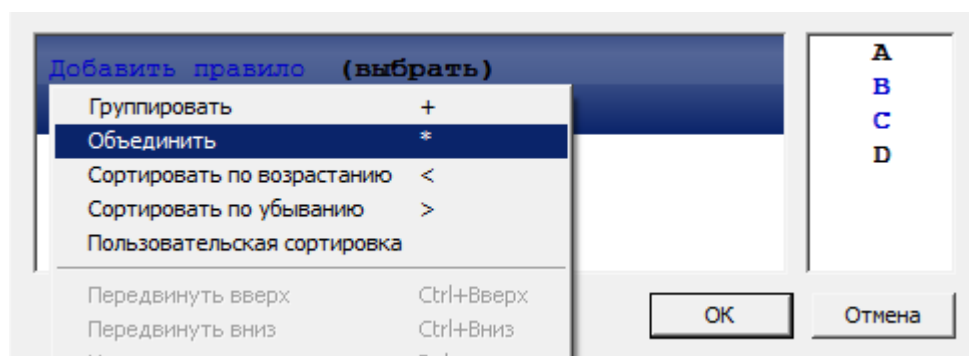 Добавить правило (выбрать)
Группировать +
Объединить *
Сортировать по возрастанию <
Сортировать по убыванию >
Пользовательская сортировка
Передвинуть вверх Ctrl+Вверх
Передвинуть вниз Ctrl+Вниз
A
B
C
D
OK
Отмена